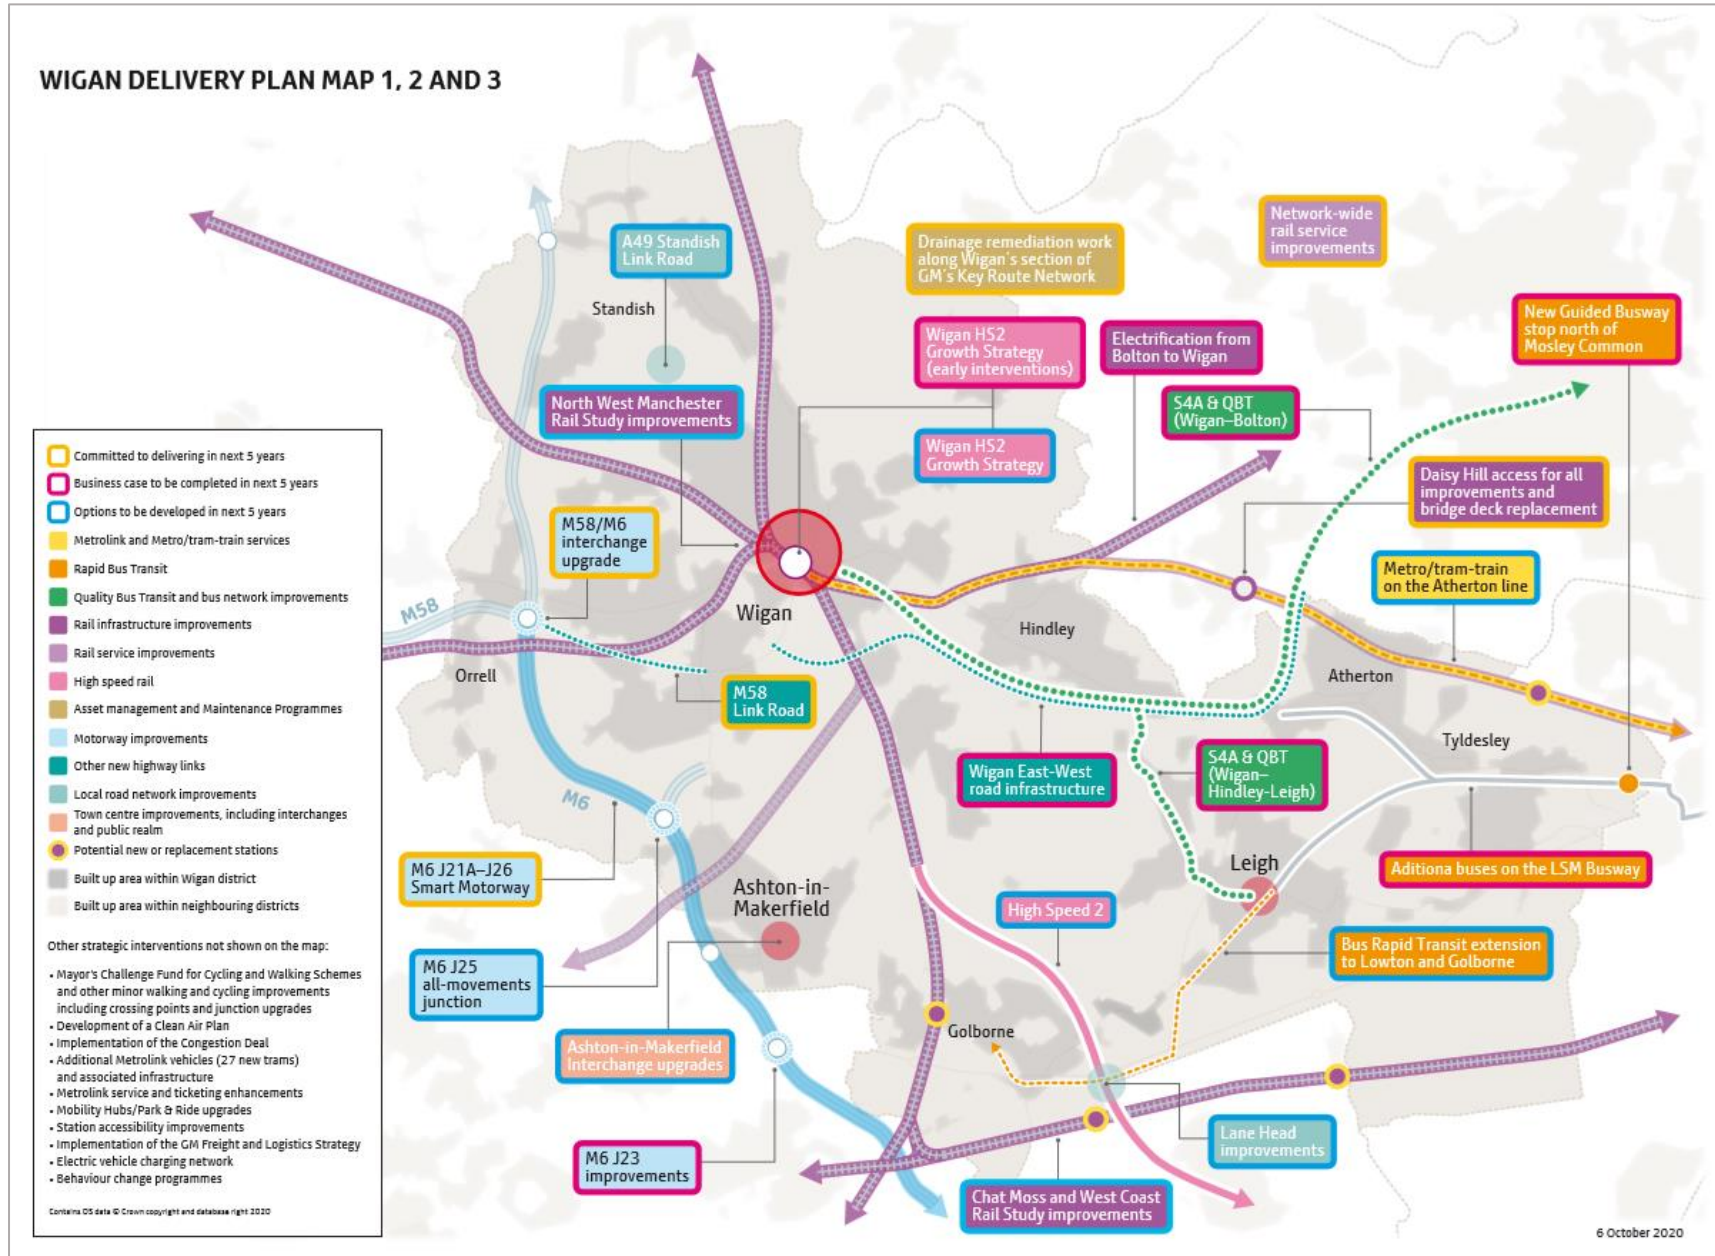 WIGAN DELIVERY PLAN MAP 1, 2 AND 3
Network-wide
rail service
improvements
A49 Standish
Link Road
Drainage remediation work
along Wigan's section of
GM's Key Route Network
Standish
New Guided Busway
stop north of
Mosley Common
Wigan HS2
Growth Strategy
(early interventions)
Electrification from
Bolton to Wigan
North West Manchester
Rail Study improvements
S4A & QBT
(Wigan–Bolton)
Wigan HS2
Growth Strategy
Daisy Hill access for all
improvements and
bridge deck replacement
M58/M6
interchange
upgrade
Metro/tram-train
on the Atherton line
M58
Wigan
Hindley
Orrell
Atherton
M58
Link Road
Tyldesley
Wigan East-West
road infrastructure
S4A & QBT
(Wigan–
Hindley-Leigh)
M6
M6 J21A–J26
Smart Motorway
Leigh
Aditiona buses on the LSM Busway
Ashton-in-
Makerfield
High Speed 2
Bus Rapid Transit extension
to Lowton and Golborne
M6 J25
all-movements
junction
Golborne
Ashton-in-Makerfield
Interchange upgrades
Lane Head
improvements
M6 J23
improvements
Chat Moss and West Coast
Rail Study improvements
6 October 2020
Committed to delivering in next 5 years
Business case to be completed in next 5 years
Options to be developed in next 5 years
Metrolink and Metro/tram-train services
Rapid Bus Transit
Quality Bus Transit and bus network improvements
Rail infrastructure improvements
Rail service improvements
High speed rail
Asset management and Maintenance Programmes
Motorway improvements
Other new highway links
Local road network improvements
Town centre improvements, including interchanges
and public realm
Potential new or replacement stations
Built up area within Wigan district
Built up area within neighbouring districts
Other strategic interventions not shown on the map:
• Mayor's Challenge Fund for Cycling and Walking Schemes
and other minor walking and cycling improvements
including crossing points and junction upgrades
• Development of a Clean Air Plan
• Implementation of the Congestion Deal
• Additional Metrolink vehicles (27 new trams)
and associated infrastructure
• Metrolink service and ticketing enhancements
• Mobility Hubs/Park & Ride upgrades
• Station accessibility improvements
• Implementation of the GM Freight and Logistics Strategy
• Electric vehicle charging network
• Behaviour change programmes
Contains OS data © Crown copyright and database right 2020